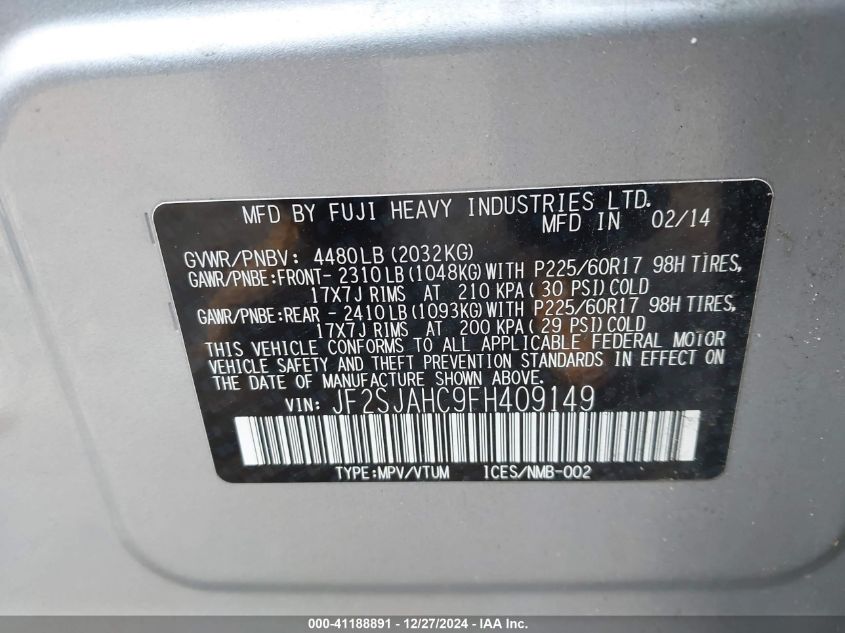 MFD BY FUJI HEAVY INDUSTRIES LTD.
MFD IN 02/14
GVWR/PNBV: 4480LB (2032KG)
GAWR/PNBE:FRONT- 2310LB (1048KG) WITH P225/60R17 98H TIRES,
17X7J RIMS AT 210 KPA ( 30 PSI) COLD
GAWR/PNBE:REAR - 2410LB (1093KG) WITH P225/60R17 98H TIRES,
17X7J RIMS AT 200 KPA ( 29 PSI) COLD
THIS VEHICLE CONFORMS TO ALL APPLICABLE FEDERAL MOTOR
VEHICLE SAFETY AND THEFT PREVENTION STANDARDS IN EFFECT ON
THE DATE OF MANUFACTURE SHOWN ABOVE.
VIN: JF2SJAHC9FH409149
TYPE:MPV/VTUM ICES/NMB-002
000-41188891 - 12/27/2024 - IAA Inc.